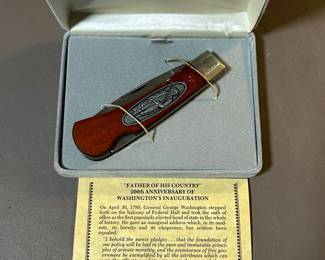 "FATHER OF HIS COUNTRY"
200th ANNIVERSARY OF
WASHINGTON'S INAUGURATION
On April 30, 1789, General George Washington stepped
forth on the balcony of Federal Hall and took the oath of
office as the first popularly elected head of state in the whole
of history. He gave an inaugural address which, in its mod-
esty, its brevity and its eloquence, has seldom been
equaled:
"I behold the surest pledges . . . that the foundation of
our policy will be laid in the pure and immutable princi-
ples of private morality, and the preeminence of free gov-
ernment be exemplified by all the attributes which can